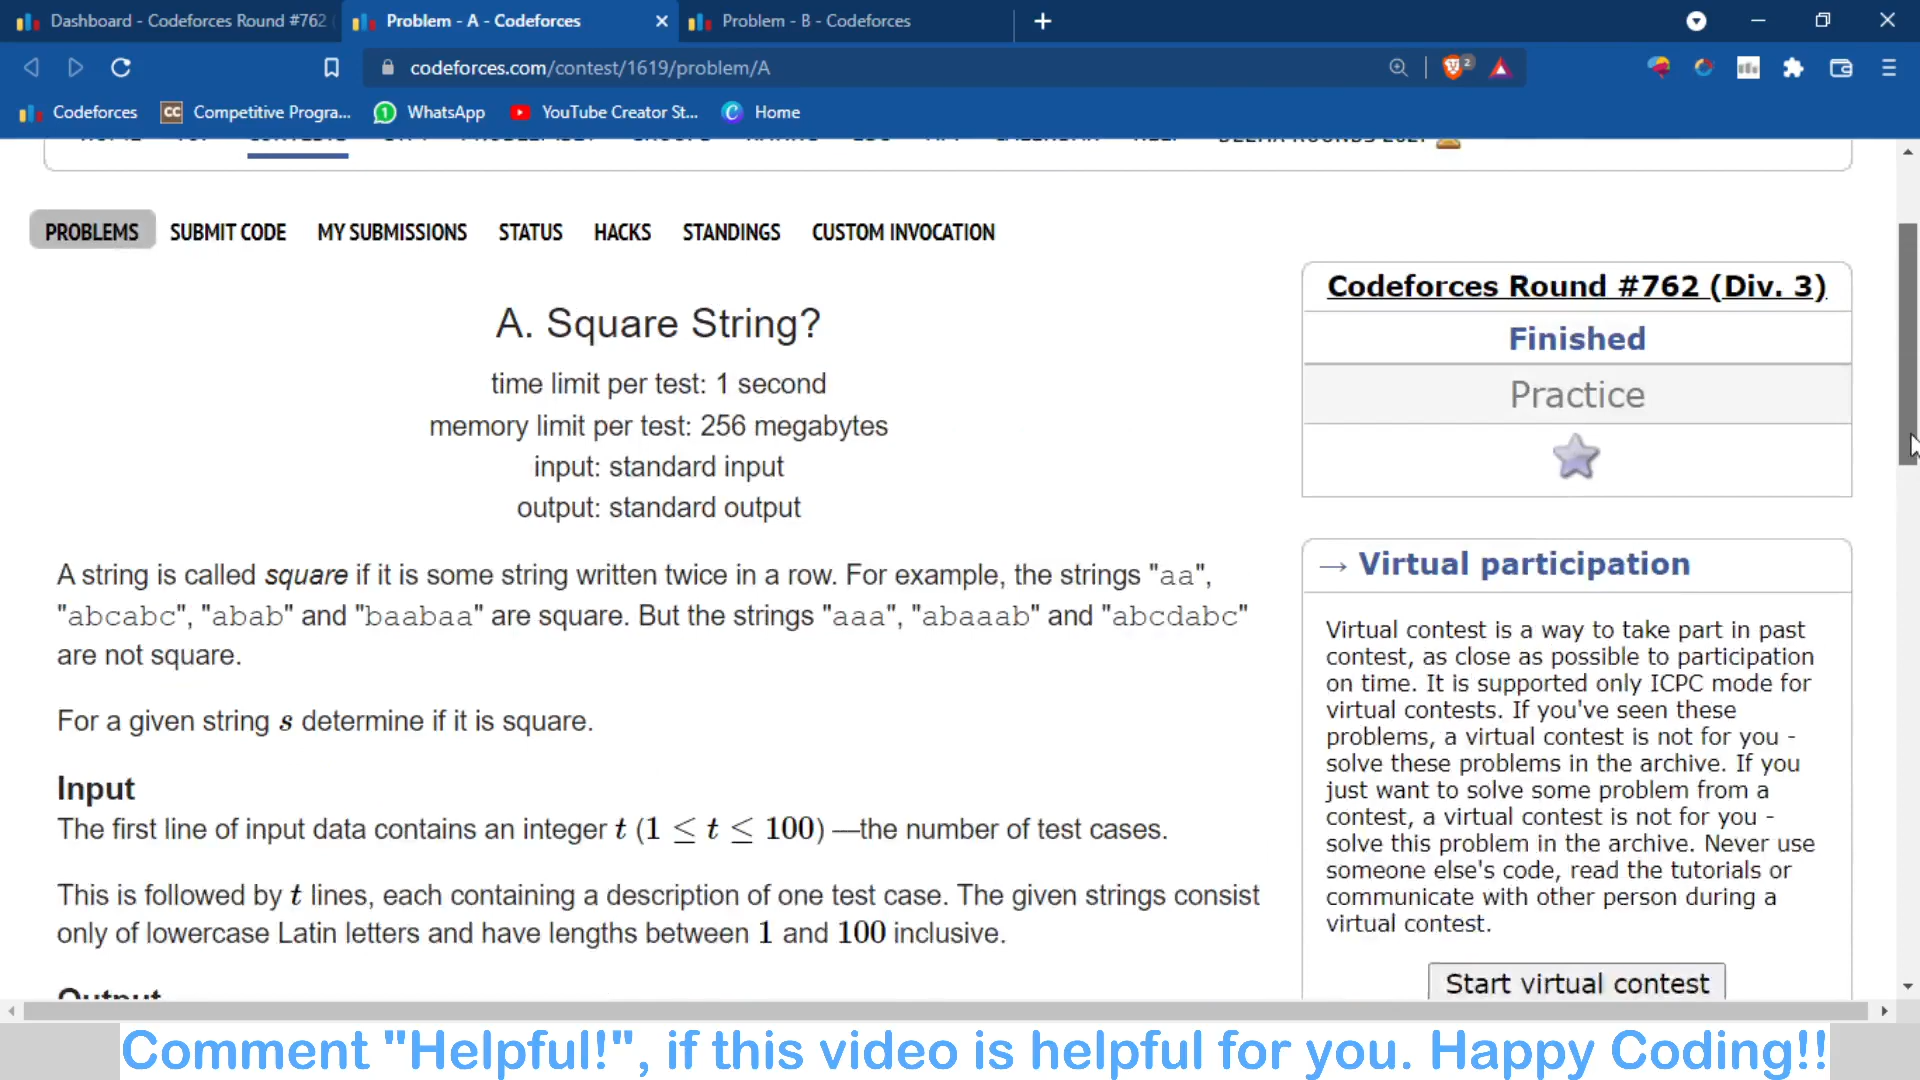 Dashboard - Codeforces Round #762
Problem - A - Codeforces
Problem - B - Codeforces
codeforces.com/contest/1619/problem/A
2
Codeforces
CC Competitive Progra...
WhatsApp
YouTube Creator St...
Home
PROBLEMS SUBMIT CODE MY SUBMISSIONS STATUS HACKS STANDINGS CUSTOM INVOCATION
A. Square String?
time limit per test: 1 second
memory limit per test: 256 megabytes
input: standard input
output: standard output
A string is called square if it is some string written twice in a row. For example, the strings "aa",
"abcabc", "abab" and "baabaa" are square. But the strings "aaa", "abaaab" and "abcdabc"
are not square.
For a given string s determine if it is square.
Input
The first line of input data contains an integer t (1 ≤ t ≤ 100) —the number of test cases.
This is followed by t lines, each containing a description of one test case. The given strings consist
only of lowercase Latin letters and have lengths between 1 and 100 inclusive.
Output
Codeforces Round #762 (Div. 3)
Finished
Practice
→ Virtual participation
Virtual contest is a way to take part in past
contest, as close as possible to participation
on time. It is supported only ICPC mode for
virtual contests. If you've seen these
problems, a virtual contest is not for you -
solve these problems in the archive. If you
just want to solve some problem from a
contest, a virtual contest is not for you -
solve this problem in the archive. Never use
someone else's code, read the tutorials or
communicate with other person during a
virtual contest.
Start virtual contest
Comment "Helpful!", if this video is helpful for you. Happy Coding!!